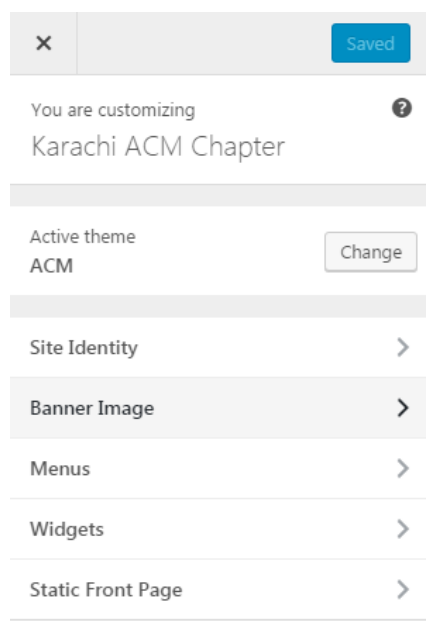 Saved
You are customizing
Karachi ACM Chapter
Active theme
ACM
Change
Site Identity
Banner Image
Menus
Widgets
Static Front Page